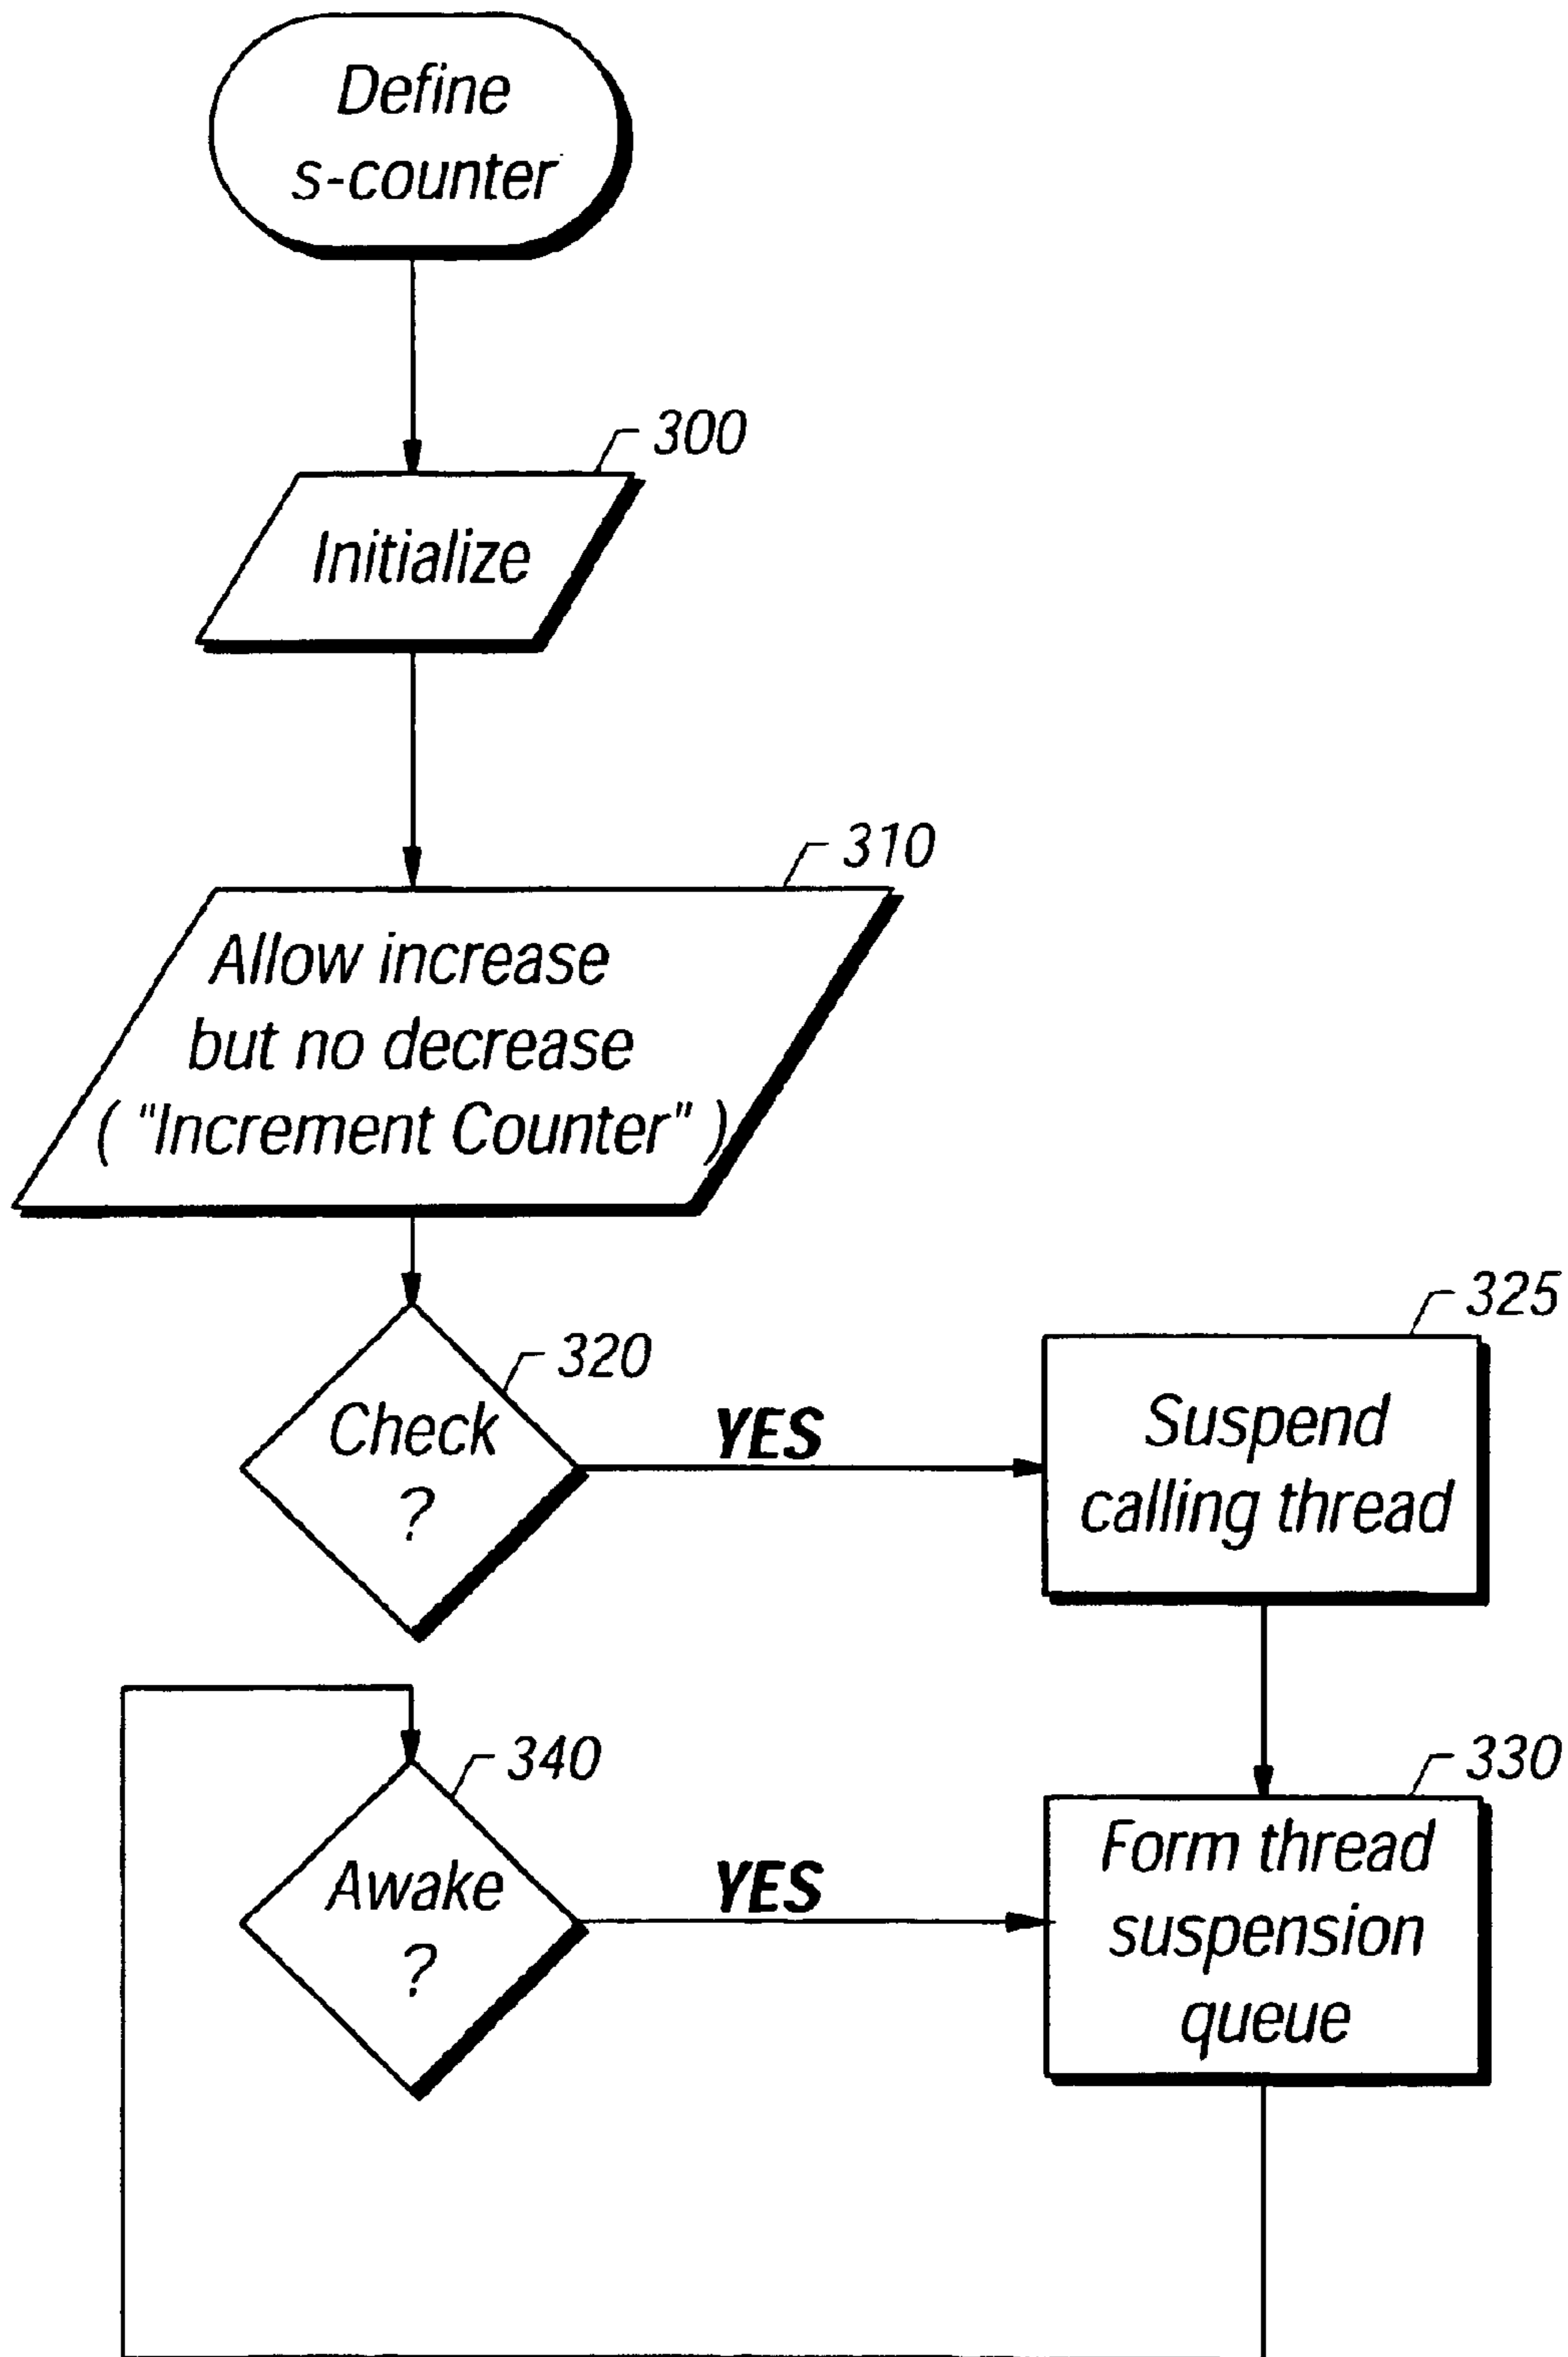 Define
s-counter
300
Initialize
310
Allow increase
but no decrease
( "Increment Counter" )
320
Check
?
YES
325
Suspend
calling thread
340
Awake
?
YES
330
Form thread
suspension
queue